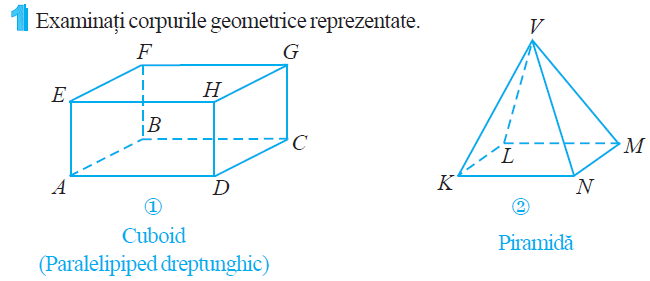 1 Examinați corpurile geometrice reprezentate.
F G V
E H
B C L M
A D K N
① ②
Cuboid Piramidă
(Paralelipiped dreptunghic)